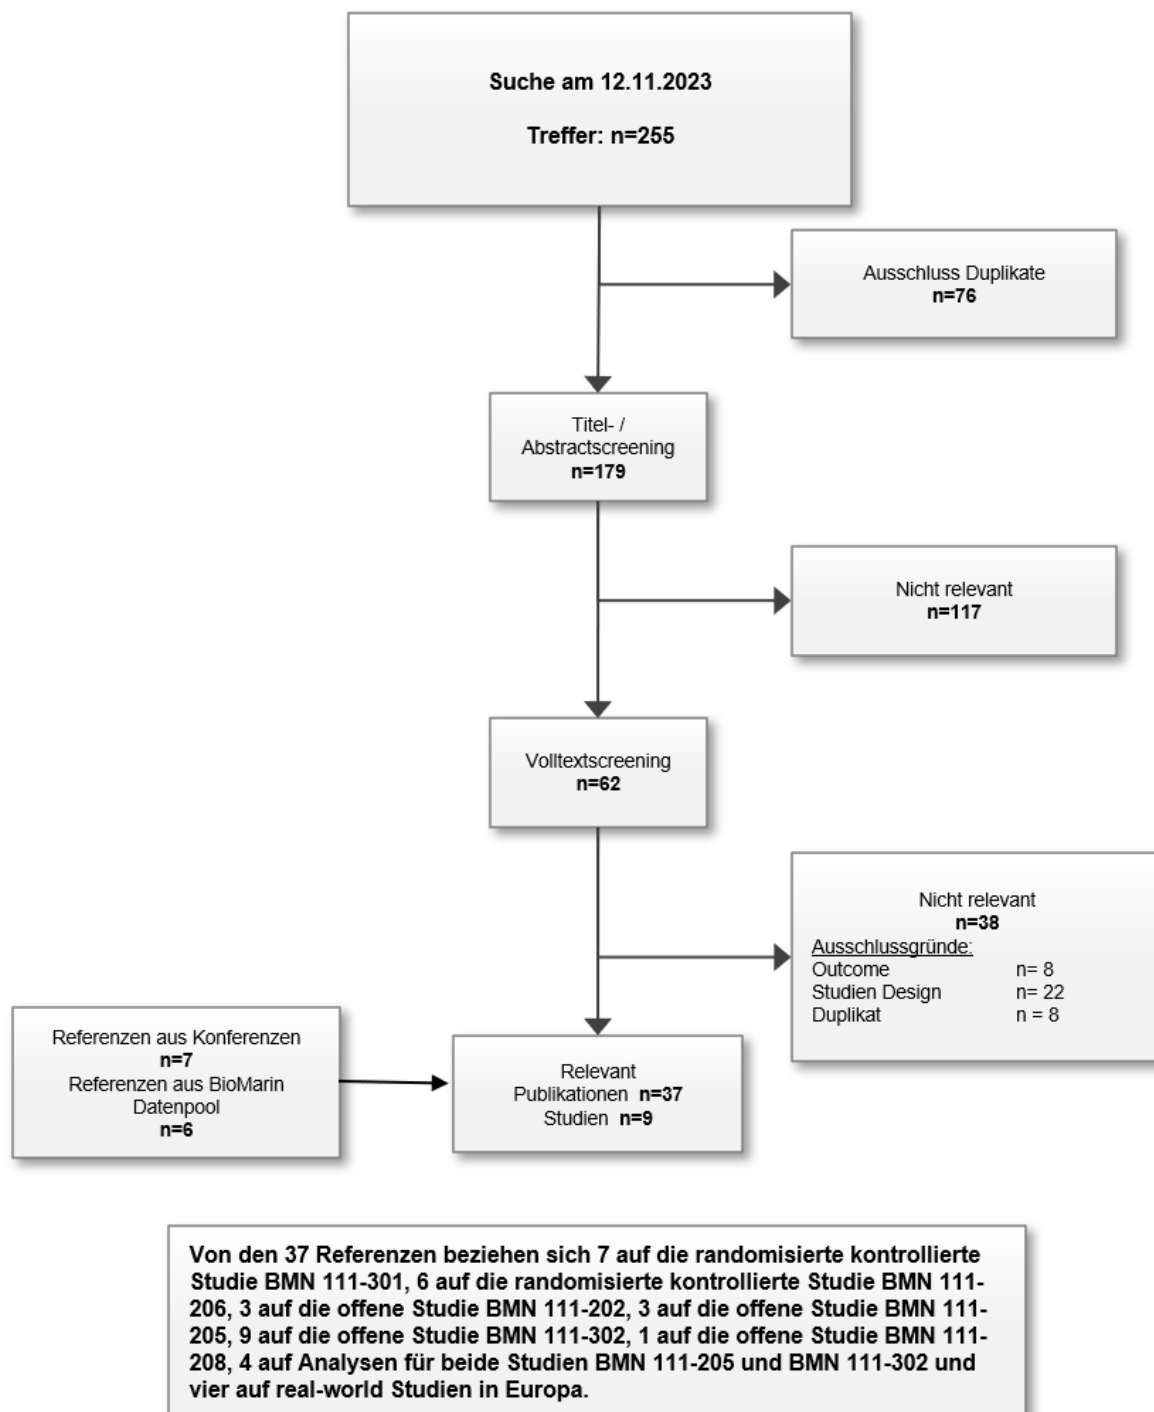 Suche am 12.11.2023
Treffer: n=255
Ausschluss Duplikate
n=76
Titel- /
Abstractscreening
n=179
Nicht relevant
n=117
Volltextscreening
n=62
Nicht relevant
n=38
Ausschlussgründe:
Outcome n= 8
Studien Design n= 22
Duplikat n = 8
Referenzen aus Konferenzen
n=7
Referenzen aus BioMarin
Datenpool
n=6
Relevant
Publikationen n=37
Studien n=9
Von den 37 Referenzen beziehen sich 7 auf die randomisierte kontrollierte
Studie BMN 111-301, 6 auf die randomisierte kontrollierte Studie BMN 111-
206, 3 auf die offene Studie BMN 111-202, 3 auf die offene Studie BMN 111-
205, 9 auf die offene Studie BMN 111-302, 1 auf die offene Studie BMN 111-
208, 4 auf Analysen für beide Studien BMN 111-205 und BMN 111-302 und
vier auf real-world Studien in Europa.